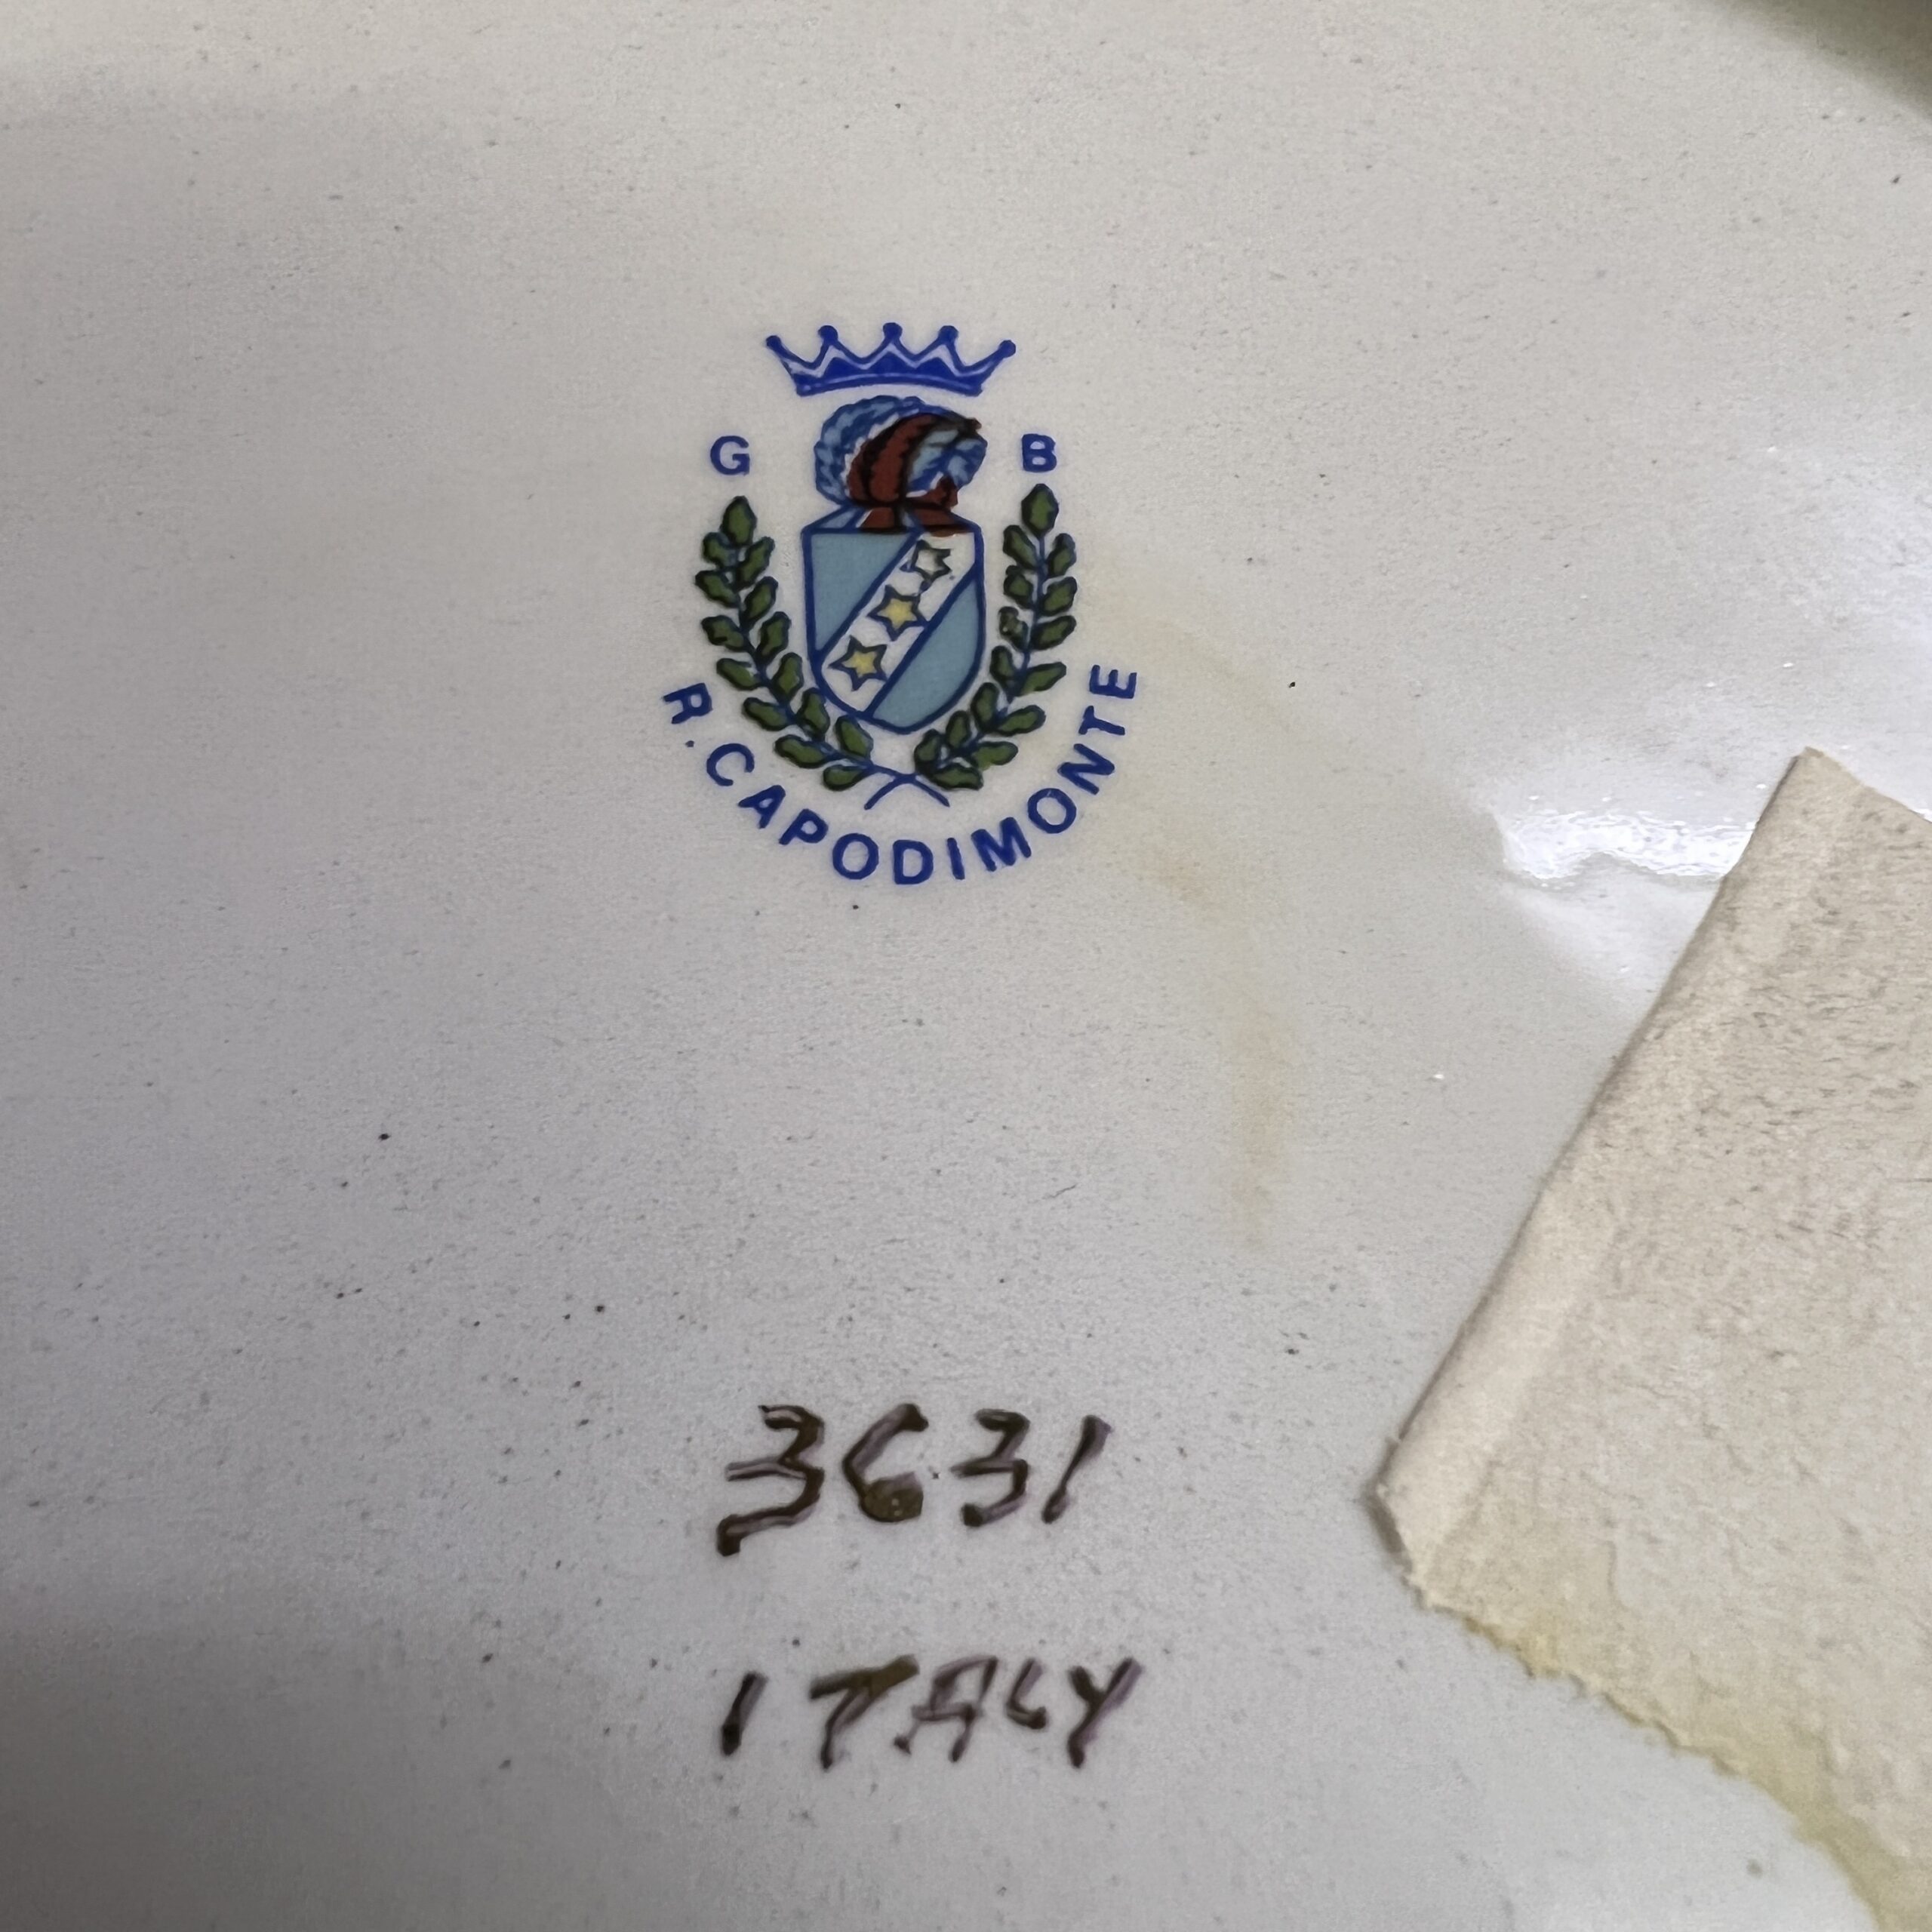 G B
R. CAPODIMONTE
3631
ITALY